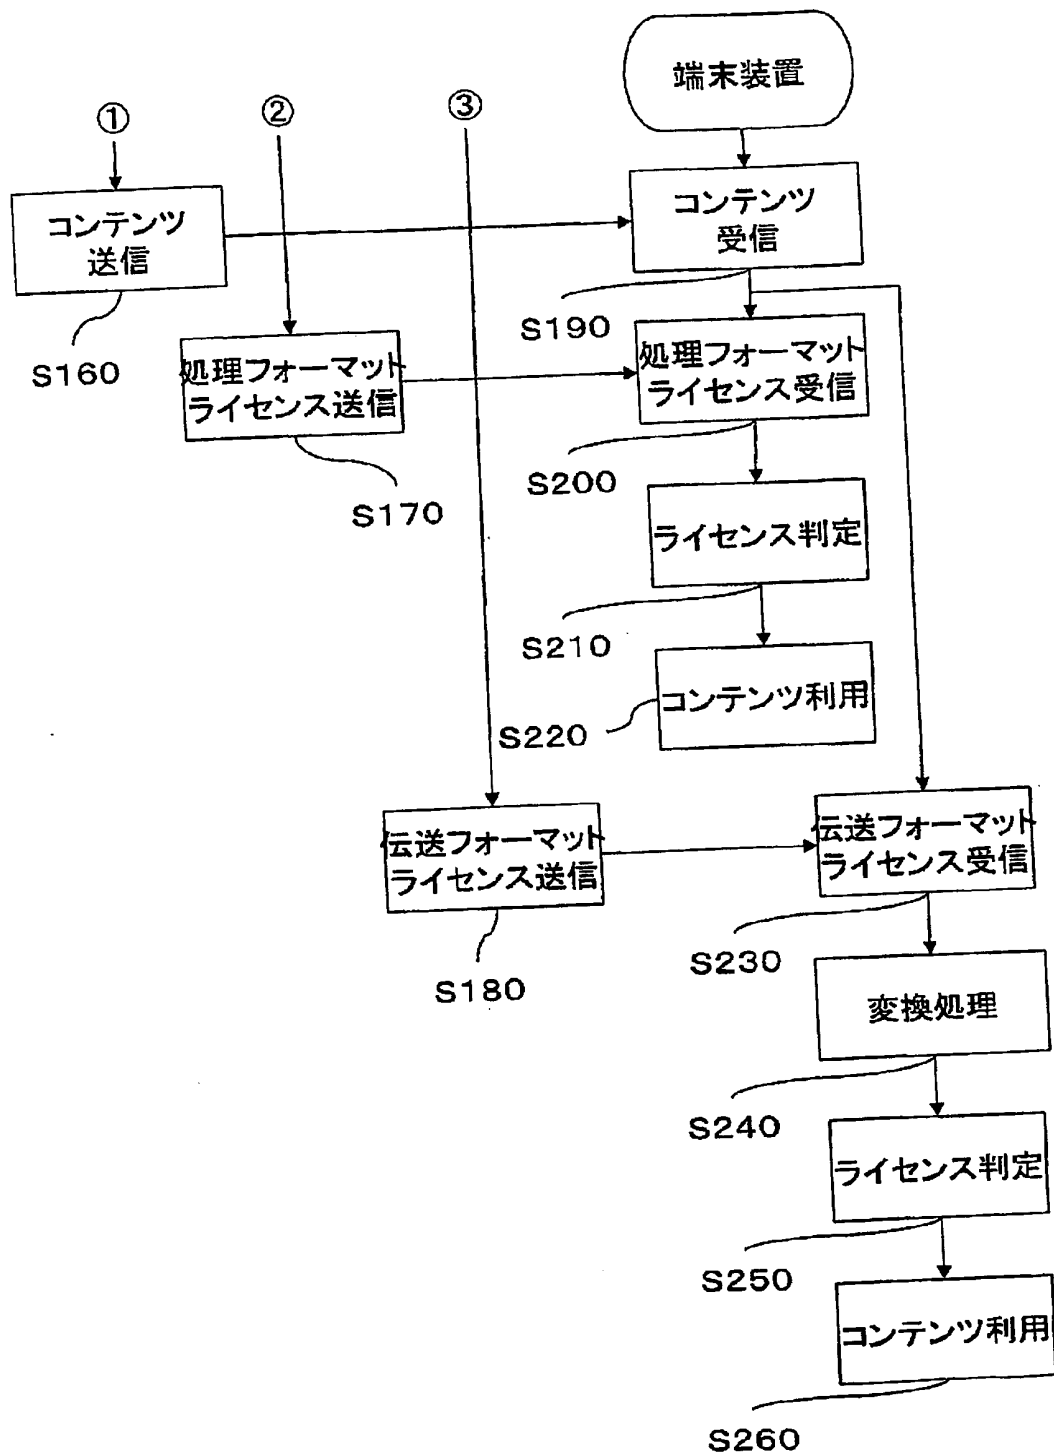 端末装置
①
②
③
コンテンツ
送信
コンテンツ
受信
S160
S190
処理フォーマット
ライセンス送信
処理フォーマット
ライセンス受信
S170
S200
ライセンス判定
S210
コンテンツ利用
S220
伝送フォーマット
ライセンス送信
伝送フォーマット
ライセンス受信
S180
S230
変換処理
S240
ライセンス判定
S250
コンテンツ利用
S260